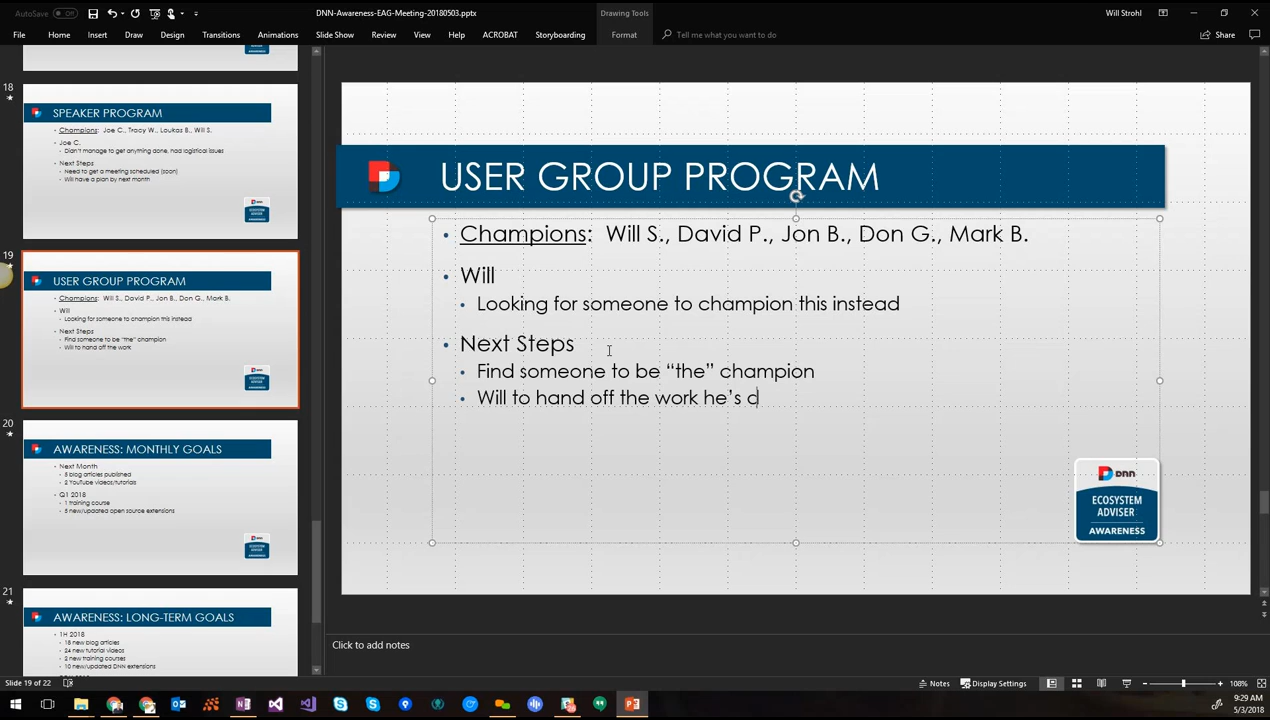 AutoSave Off
DNN-Awareness-EAG-Meeting-20180503.pptx
Drawing Tools
Will Strohl
File Home Insert Draw Design Transitions Animations Slide Show Review View Help ACROBAT Storyboarding Format Tell me what you want to do
Share
18
SPEAKER PROGRAM
Champions: Joe C., Tracy W., Loukas B., Will S.
Joe C.
Didn't manage to get anything done, had logistical issues
Next Steps
Need to get a meeting scheduled (soon)
Will have a plan by next month
19
USER GROUP PROGRAM
Champions: Will S., David P., Jon B., Don G., Mark B.
Will
Looking for someone to champion this instead
Next Steps
Find someone to be "the" champion
Will to hand off the work
20
AWARENESS: MONTHLY GOALS
Next Month
5 blog articles published
2 YouTube videos/tutorials
Q1 2018
1 training course
5 new/updated open source extensions
21
AWARENESS: LONG-TERM GOALS
1H 2018
18 new blog articles
24 new tutorial videos
2 new training courses
10 new/updated DNN extensions
USER GROUP PROGRAM
• Champions: Will S., David P., Jon B., Don G., Mark B.
• Will
• Looking for someone to champion this instead
• Next Steps
• Find someone to be “the” champion
• Will to hand off the work he’s c
DNN
ECOSYSTEM
ADVISER
AWARENESS
Click to add notes
Slide 19 of 22
Notes Display Settings
108%
9:29 AM
5/3/2018